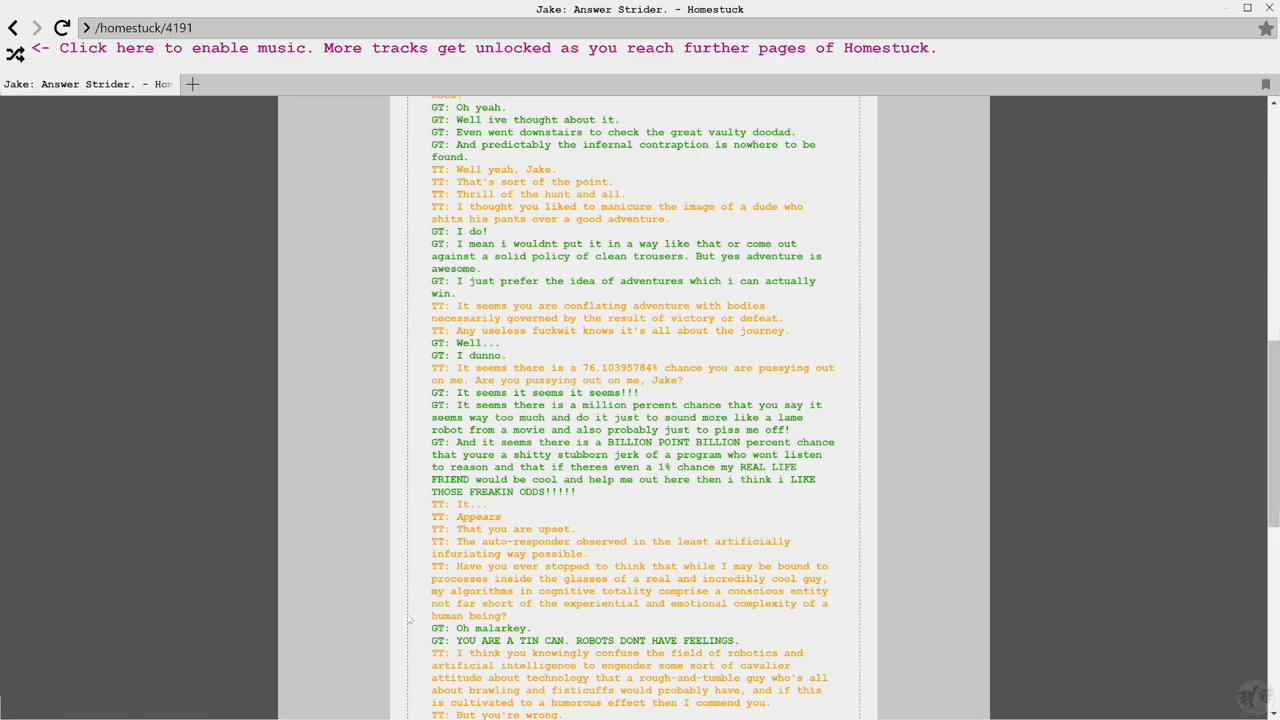 Jake: Answer Strider. - Homestuck
/homestuck/4191
<- Click here to enable music. More tracks get unlocked as you reach further pages of Homestuck.
Jake: Answer Strider. - Hom
GT: Oh yeah.
GT: Well ive thought about it.
GT: Even went downstairs to check the great vaulty doodad.
GT: And predictably the infernal contraption is nowhere to be
found.
TT: Well yeah, Jake.
TT: That's sort of the point.
TT: Thrill of the hunt and all.
TT: I thought you liked to manicure the image of a dude who
shits his pants over a good adventure.
GT: I do!
GT: I mean i wouldnt put it in a way like that or come out
against a solid policy of clean trousers. But yes adventure is
awesome.
GT: I just prefer the idea of adventures which i can actually
win.
TT: It seems you are conflating adventure with bodies
necessarily governed by the result of victory or defeat.
TT: Any useless fuckwit knows it's all about the journey.
GT: Well...
GT: I dunno.
TT: It seems there is a 76.10395784% chance you are pussying out
on me. Are you pussying out on me, Jake?
GT: It seems it seems it seems!!!
GT: It seems there is a million percent chance that you say it
seems way too much and do it just to sound more like a lame
robot from a movie and also probably just to piss me off!
GT: And it seems there is a BILLION POINT BILLION percent chance
that youre a shitty stubborn jerk of a program who wont listen
to reason and that if theres even a 1% chance my REAL LIFE
FRIEND would be cool and help me out here then i think i LIKE
THOSE FREAKIN ODDS!!!!!
TT: It...
TT: Appears
TT: That you are upset.
TT: The auto-responder observed in the least artificially
infuriating way possible.
TT: Have you ever stopped to think that while I may be bound to
processes inside the glasses of a real and incredibly cool guy,
my algorithms in cognitive totality comprise a conscious entity
not far short of the experiential and emotional complexity of a
human being?
GT: Oh malarkey.
GT: YOU ARE A TIN CAN. ROBOTS DONT HAVE FEELINGS.
TT: I think you knowingly confuse the field of robotics and
artificial intelligence to engender some sort of cavalier
attitude about technology that a rough-and-tumble guy who's all
about brawling and fisticuffs would probably have, and if this
is cultivated to a humorous effect then I commend you.
TT: But you're wrong.